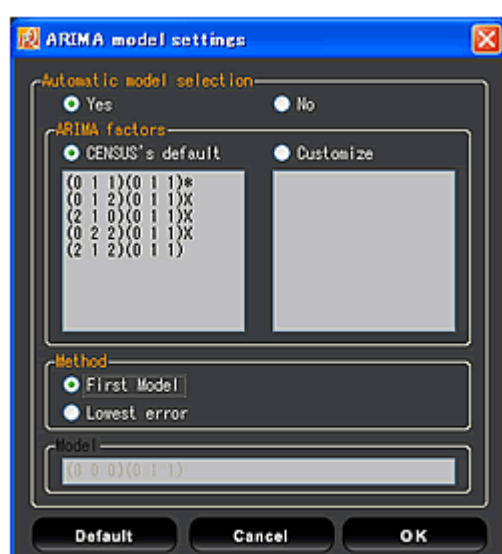 ARIMA model settings
Automatic model selection
Yes No
ARIMA factors
CENSUS's default Customize
(0 1 1)(0 1 1)*
(0 1 2)(0 1 1)X
(2 1 0)(0 1 1)X
(0 2 2)(0 1 1)X
(2 1 2)(0 1 1)
Method
First Model
Lowest error
Model
(0 0 0)(0 1 1)
Default Cancel OK